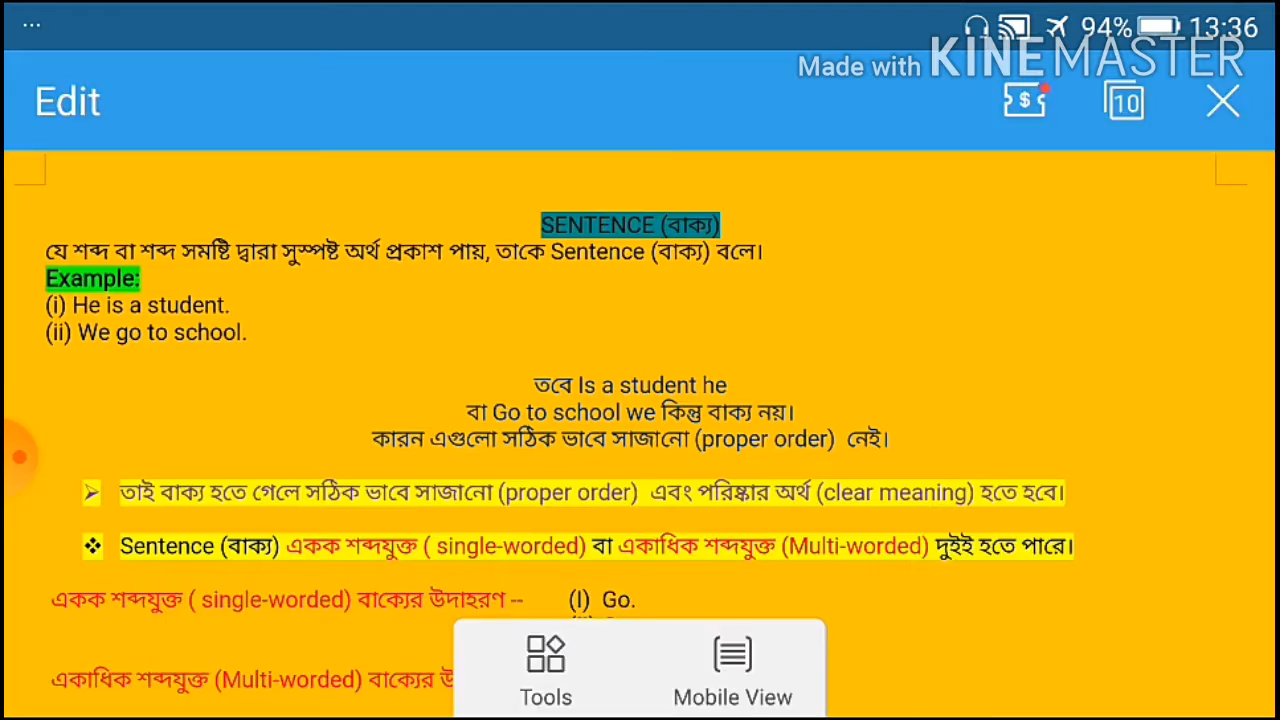 ...
94% 13:36
Made with KINEMASTER
Edit
$ 10
SENTENCE (বাক্য)
যে শব্দ বা শব্দ সমষ্টি দ্বারা সুস্পষ্ট অর্থ প্রকাশ পায়, তাকে Sentence (বাক্য) বলে।
Example:
(i) He is a student.
(ii) We go to school.
তবে Is a student he
বা Go to school we কিন্তু বাক্য নয়।
কারন এগুলো সঠিক ভাবে সাজানো (proper order) নেই।
➢ তাই বাক্য হতে গেলে সঠিক ভাবে সাজানো (proper order) এবং পরিষ্কার অর্থ (clear meaning) হতে হবে।
❖ Sentence (বাক্য) একক শব্দযুক্ত ( single-worded) বা একাধিক শব্দযুক্ত (Multi-worded) দুইই হতে পারে।
একক শব্দযুক্ত ( single-worded) বাক্যের উদাহরণ -- (I) Go.
একাধিক শব্দযুক্ত (Multi-worded) বাক্যের
Tools Mobile View